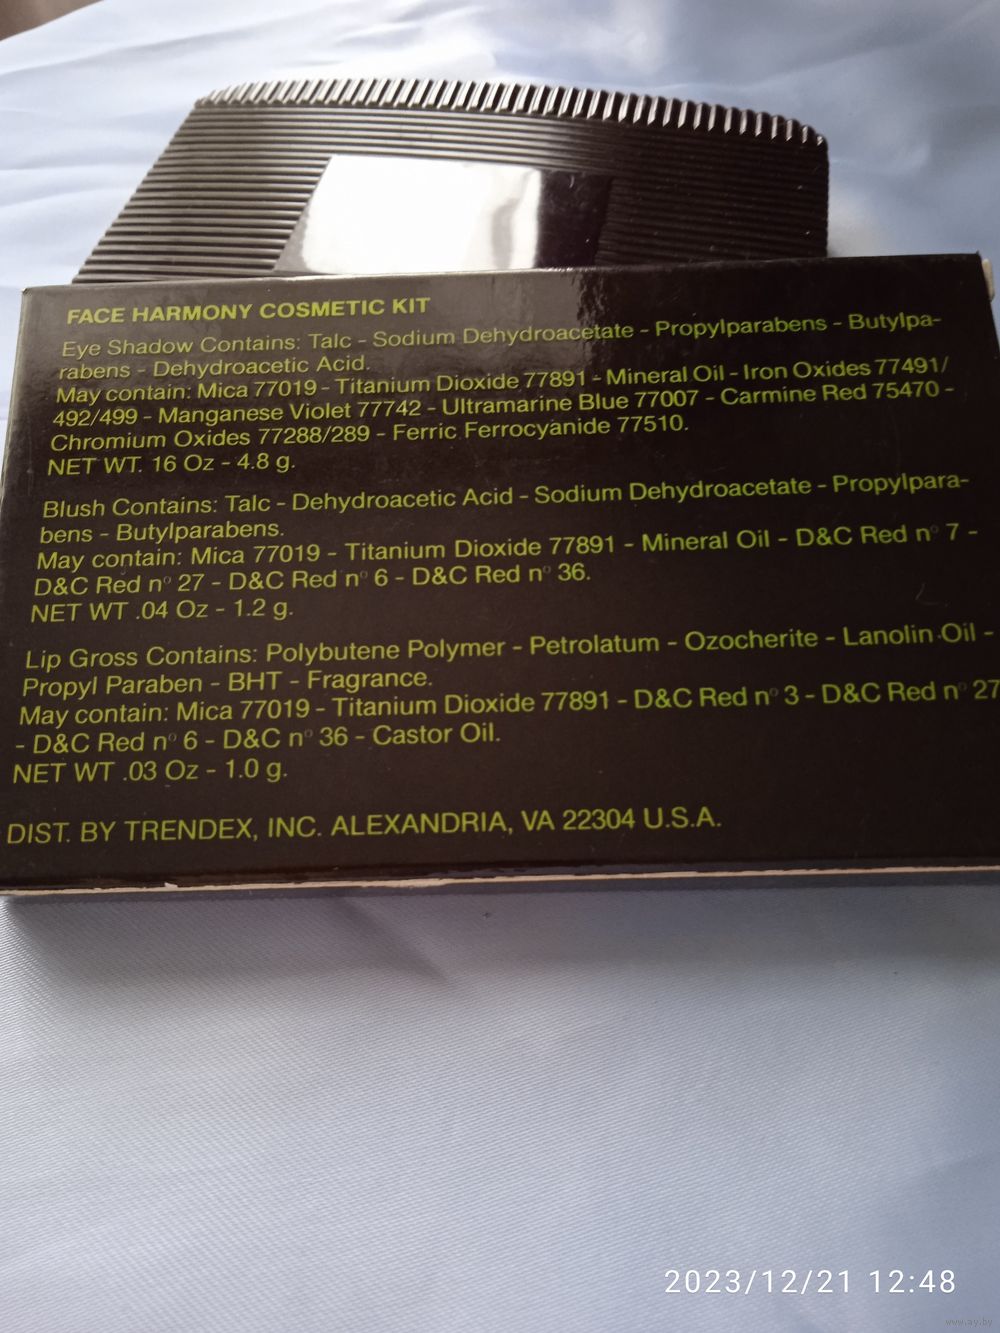 FACE HARMONY COSMETIC KIT
Eye Shadow Contains: Talc - Sodium Dehydroacetate - Propylparabens - Butylpa-
rabens - Dehydroacetic Acid.
May contain: Mica 77019 - Titanium Dioxide 77891 - Mineral Oil - Iron Oxides 77491/
492/499 - Manganese Violet 77742 - Ultramarine Blue 77007 - Carmine Red 75470 -
Chromium Oxides 77288/289 - Ferric Ferrocyanide 77510.
NET WT. 16 Oz - 4.8 g.
Blush Contains: Talc - Dehydroacetic Acid - Sodium Dehydroacetate - Propylpara-
bens - Butylparabens.
May contain: Mica 77019 - Titanium Dioxide 77891 - Mineral Oil - D&C Red n° 7 -
D&C Red n° 27 - D&C Red n° 6 - D&C Red n° 36.
NET WT .04 Oz - 1.2 g.
Lip Gross Contains: Polybutene Polymer - Petrolatum - Ozocherite - Lanolin Oil -
Propyl Paraben - BHT - Fragrance.
May contain: Mica 77019 - Titanium Dioxide 77891 - D&C Red n° 3 - D&C Red n° 27
- D&C Red n° 6 - D&C n° 36 - Castor Oil.
NET WT .03 Oz - 1.0 g.
DIST. BY TRENDEX, INC. ALEXANDRIA, VA 22304 U.S.A.
2023/12/21 12:48
www.ay.by